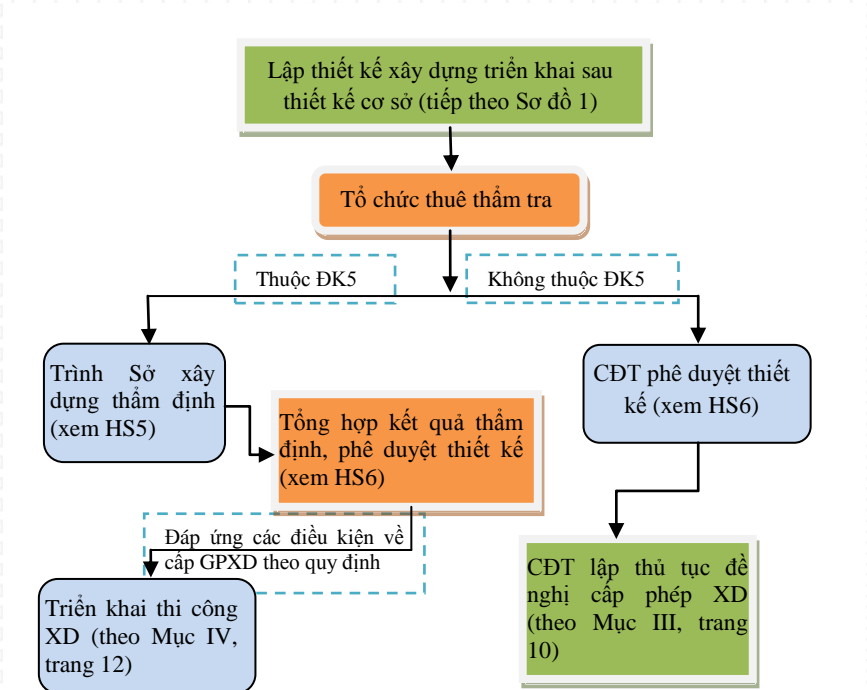 Lập thiết kế xây dựng triển khai sau
thiết kế cơ sở (tiếp theo Sơ đồ 1)
Tổ chức thuê thẩm tra
Thuộc ĐK5
Không thuộc ĐK5
Trình Sở xây
dựng thẩm định
(xem HS5)
CĐT phê duyệt thiết
kế (xem HS6)
Tổng hợp kết quả thẩm
định, phê duyệt thiết kế
(xem HS6)
Đáp ứng các điều kiện về
cấp GPXD theo quy định
Triển khai thi công
XD (theo Mục IV,
trang 12)
CĐT lập thủ tục đề
nghị cấp phép XD
(theo Mục III, trang
10)